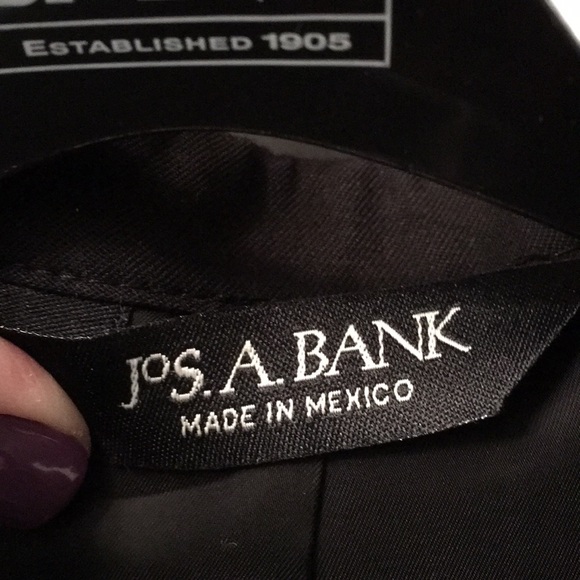 ESTABLISHED 1905
JOS. A. BANK
MADE IN MEXICO